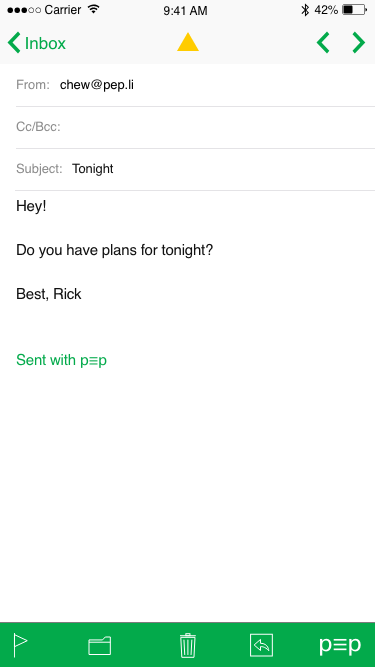 Carrier 9:41 AM 42%
Inbox
From: chew@pep.li
Cc/Bcc:
Subject: Tonight
Hey!
Do you have plans for tonight?
Best, Rick
Sent with p≡p
p≡p